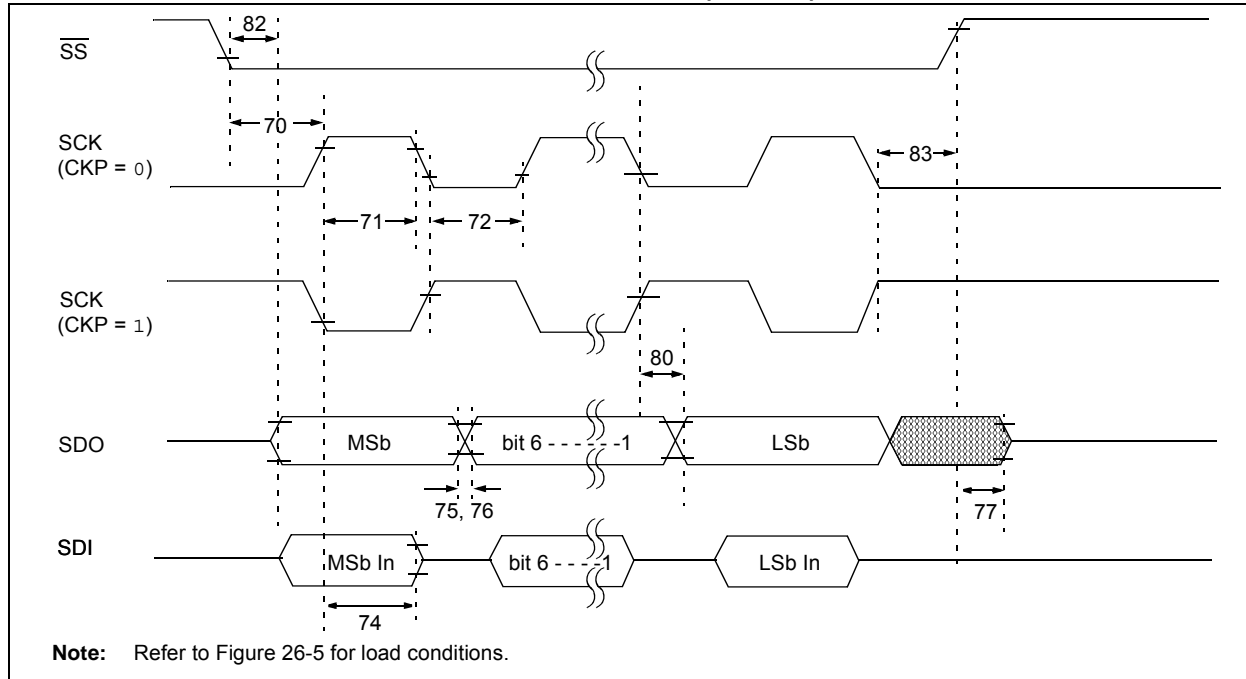 82
SS
70
SCK
(CKP = 0)
83
71
72
SCK
(CKP = 1)
80
SDO
MSb
bit 6 - - - - - -1
LSb
75, 76
77
SDI
MSb In
bit 6 - - - -1
LSb In
74
Note: Refer to Figure 26-5 for load conditions.